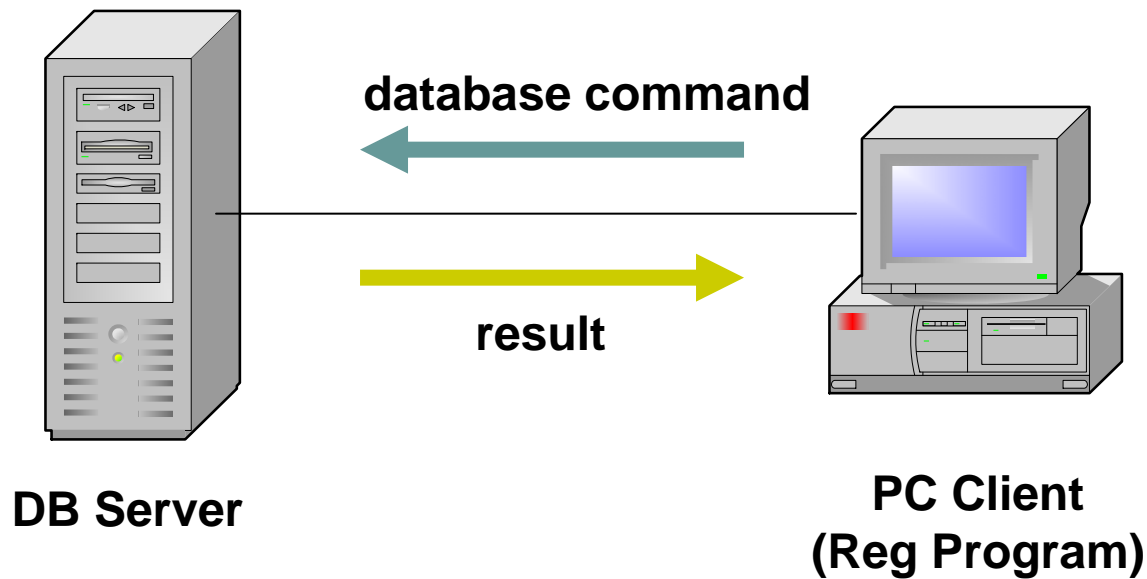 database command
result
DB Server
PC Client
(Reg Program)